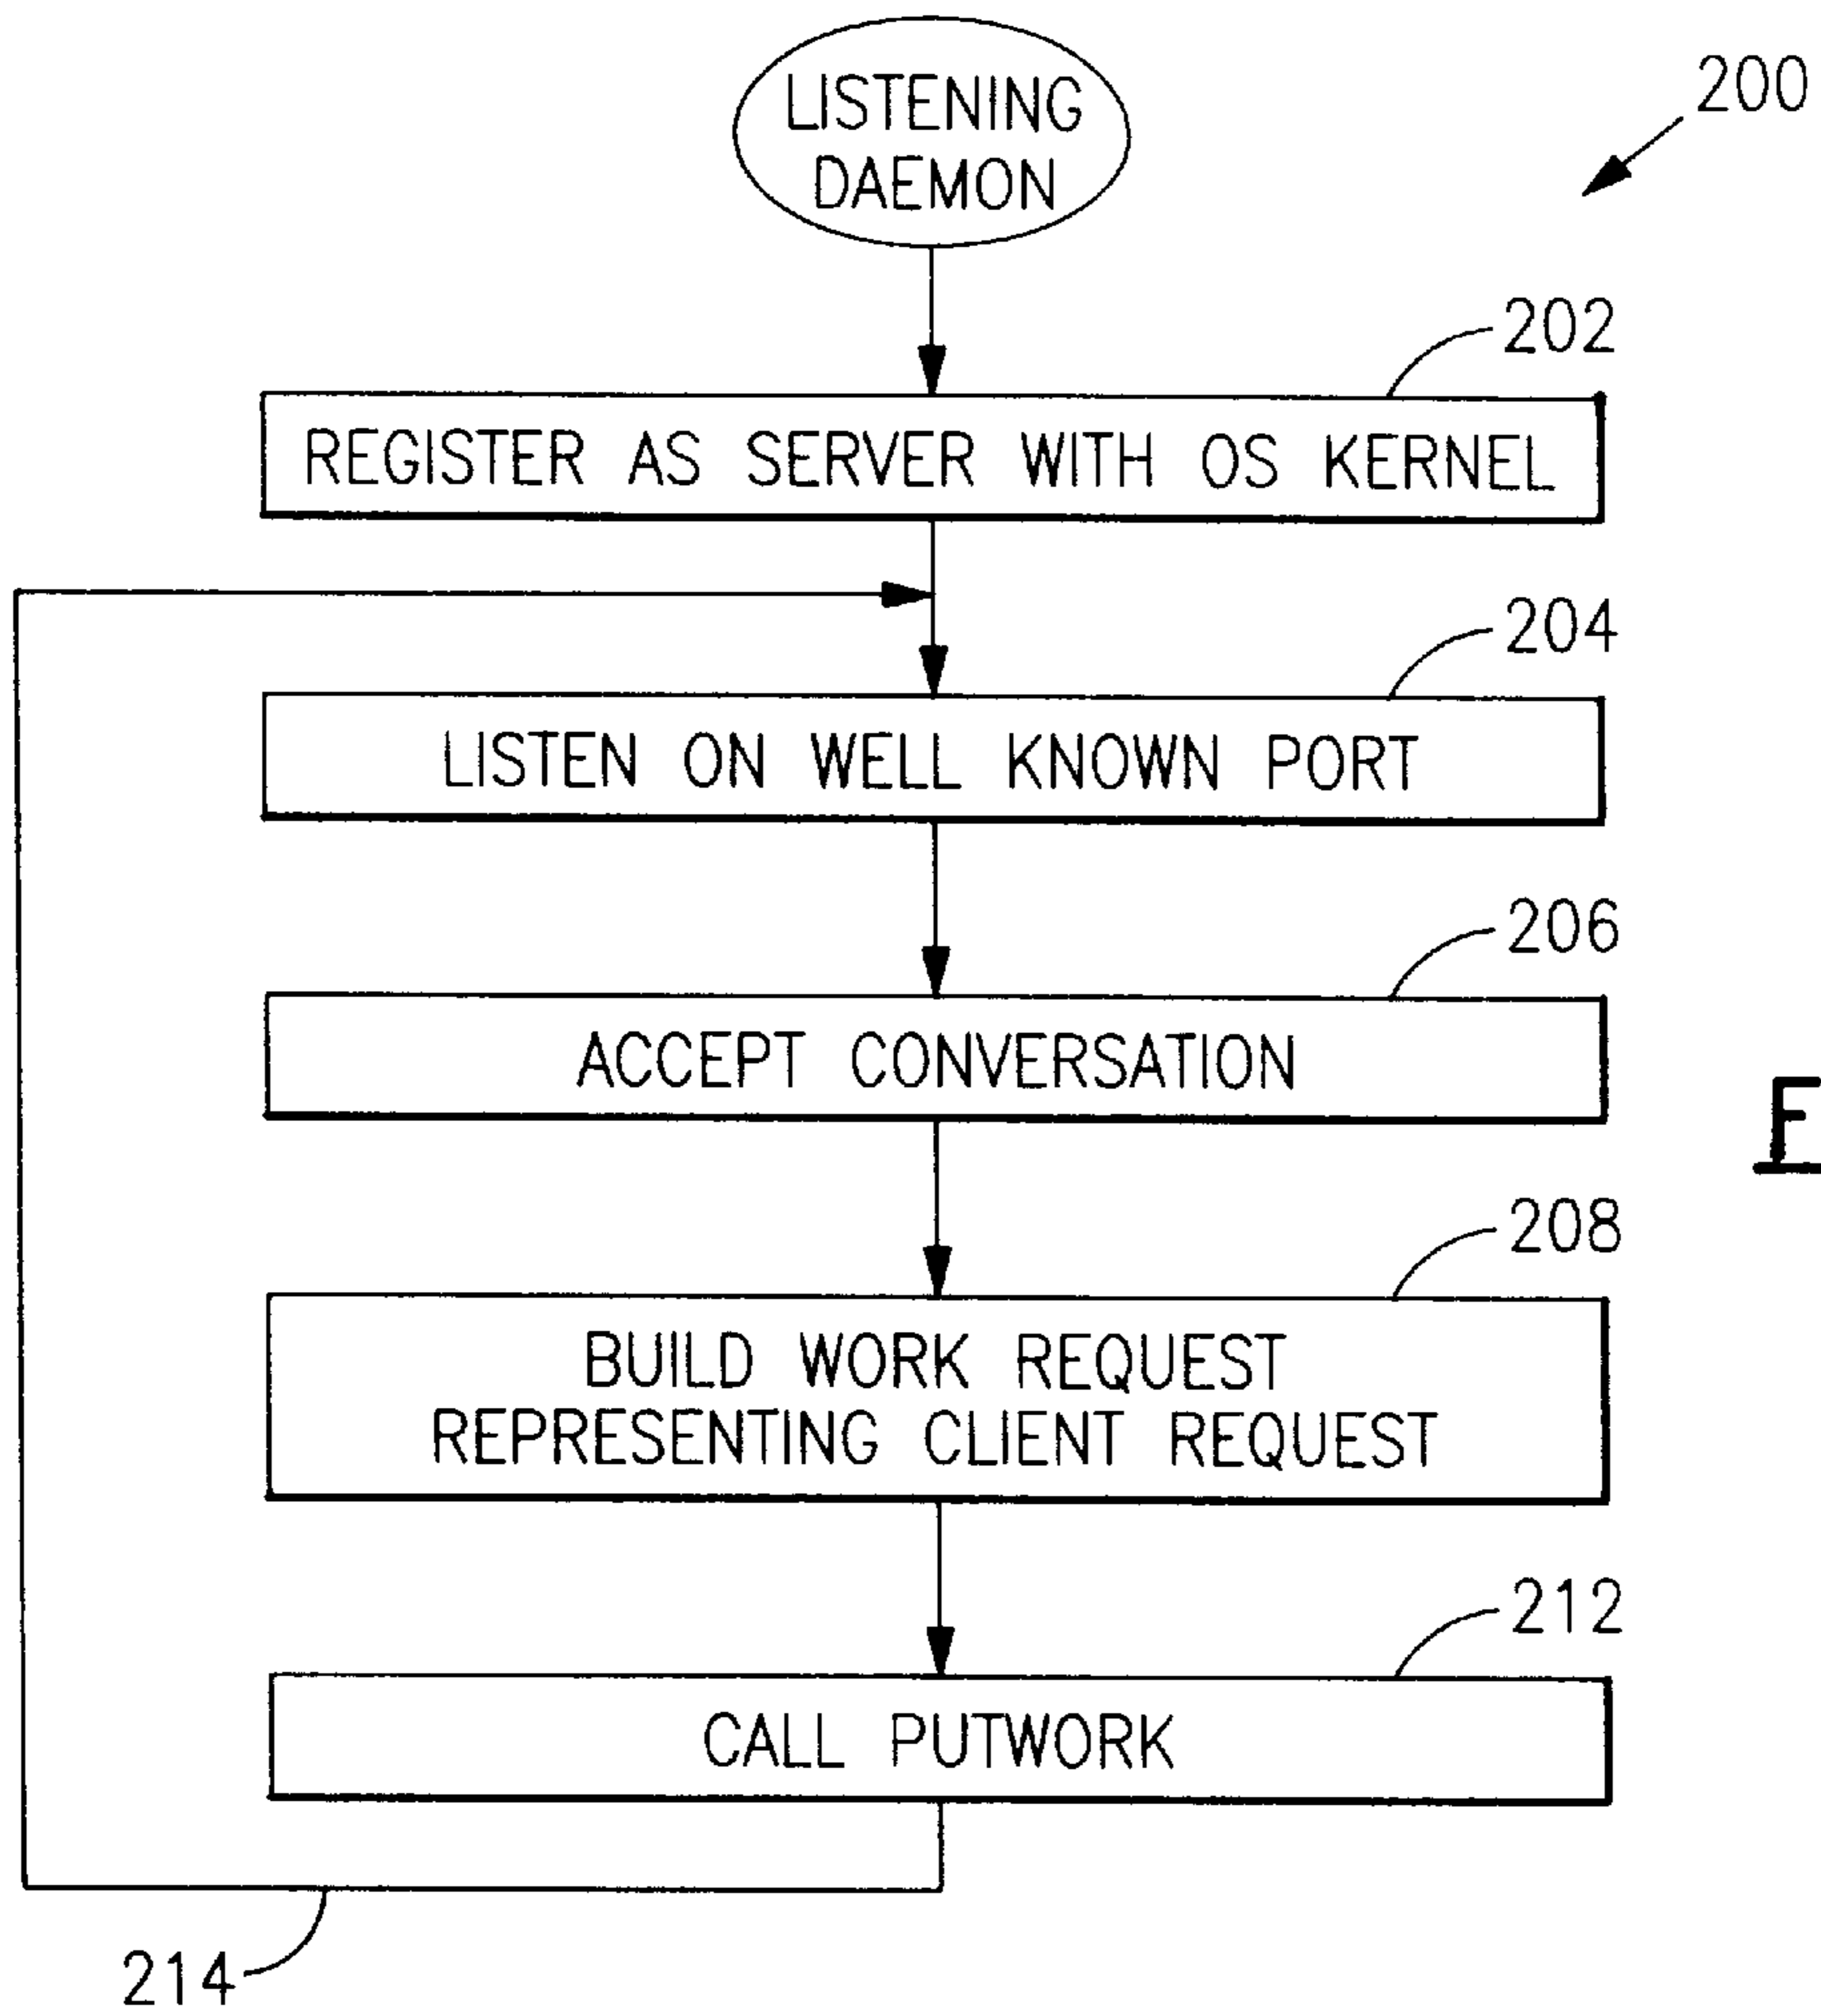 LISTENING
DAEMON
200
202
REGISTER AS SERVER WITH OS KERNEL
204
LISTEN ON WELL KNOWN PORT
206
ACCEPT CONVERSATION
F
208
BUILD WORK REQUEST
REPRESENTING CLIENT REQUEST
212
CALL PUTWORK
214